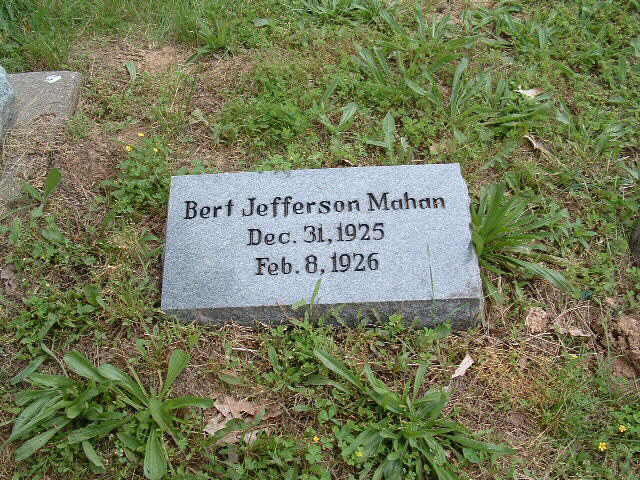 Bert Jefferson Mahan
Dec. 31, 1925
Feb. 8, 1926